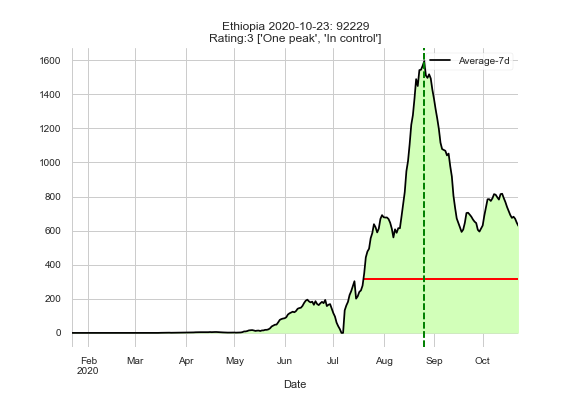 Ethiopia 2020-10-23: 92229
Rating:3 ['One peak', 'In control']
Average-7d
1600
1400
1200
1000
800
600
400
200
0
Feb Mar Apr May Jun Jul Aug Sep Oct
2020
Date